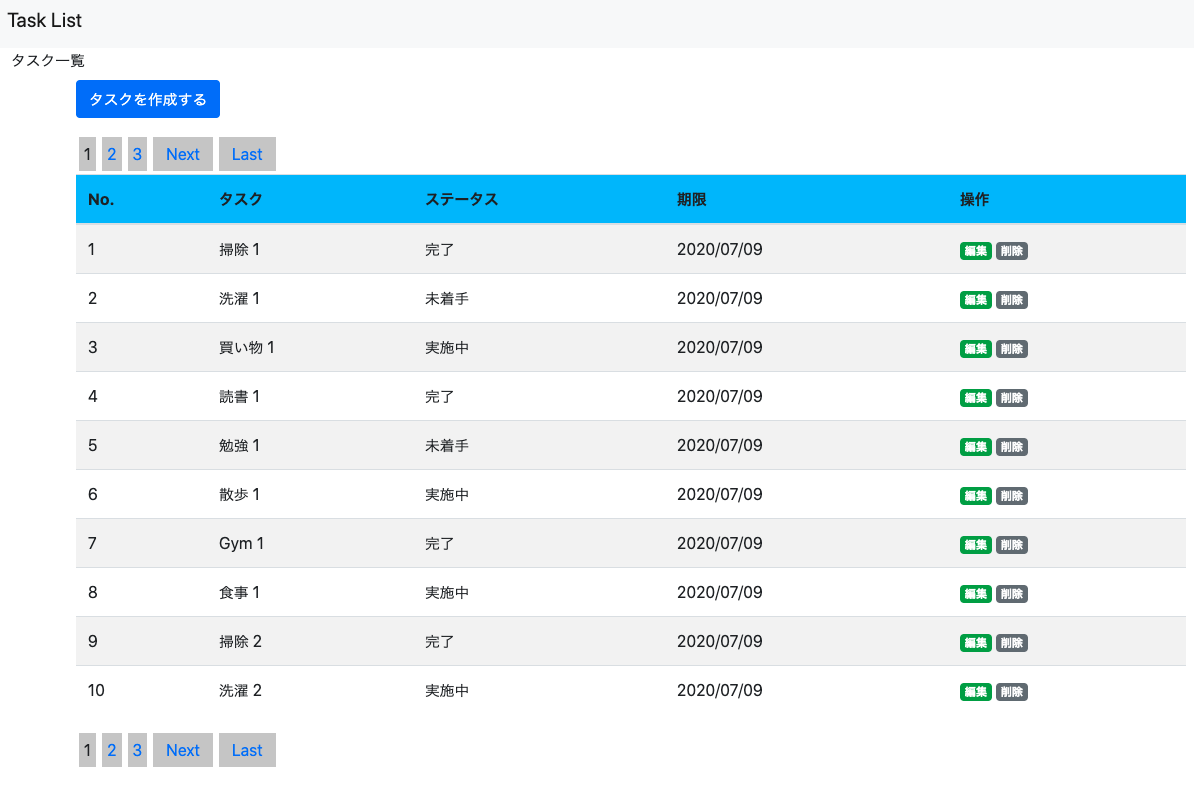 Task List
タスク一覧
タスクを作成する
1 2 3 Next Last
No. タスク ステータス 期限 操作
1 掃除 1 完了 2020/07/09 編集 削除
2 洗濯 1 未着手 2020/07/09 編集 削除
3 買い物 1 実施中 2020/07/09 編集 削除
4 読書 1 完了 2020/07/09 編集 削除
5 勉強 1 未着手 2020/07/09 編集 削除
6 散歩 1 実施中 2020/07/09 編集 削除
7 Gym 1 完了 2020/07/09 編集 削除
8 食事 1 実施中 2020/07/09 編集 削除
9 掃除 2 完了 2020/07/09 編集 削除
10 洗濯 2 実施中 2020/07/09 編集 削除
1 2 3 Next Last